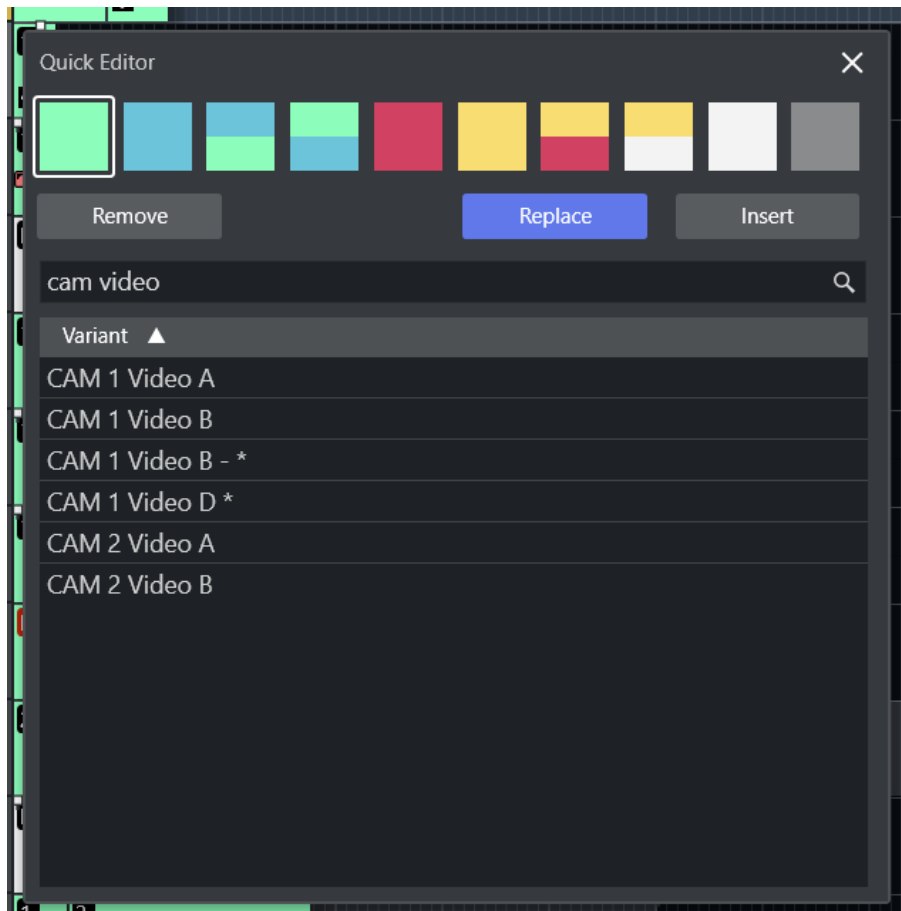 Quick Editor
Remove
Replace
Insert
cam video
Variant
CAM 1 Video A
CAM 1 Video B
CAM 1 Video B - *
CAM 1 Video D *
CAM 2 Video A
CAM 2 Video B